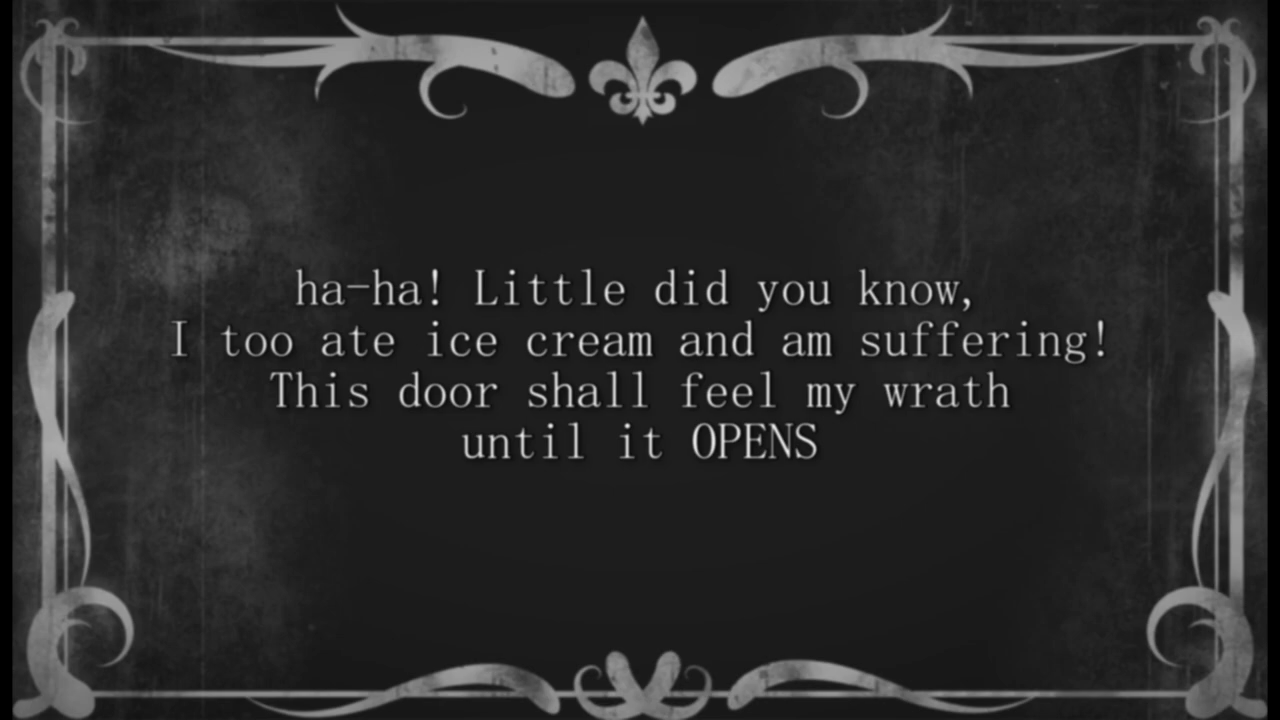 ha-ha! Little did you know,
I too ate ice cream and am suffering!
This door shall feel my wrath
until it OPENS